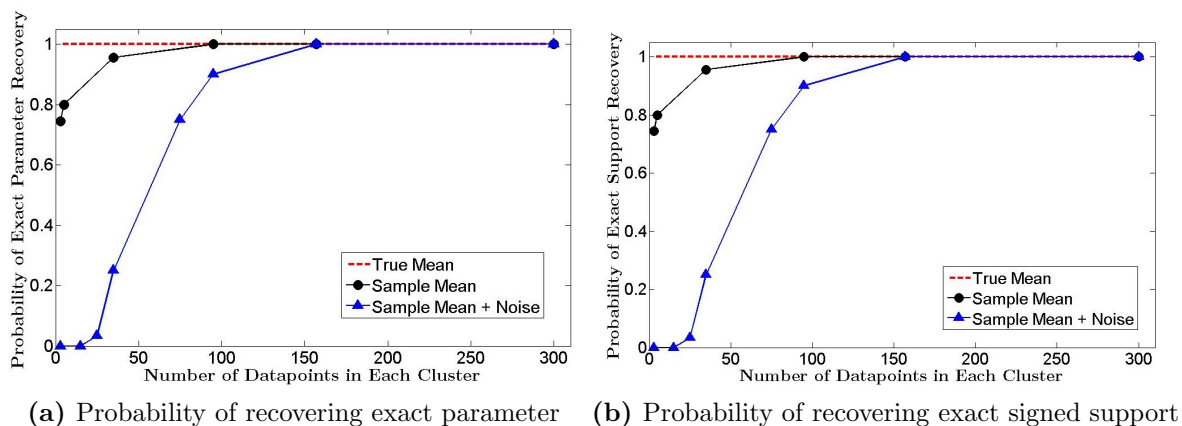 Probability of Exact Parameter Recovery
1
0.8
0.6
0.4
0.2
0
0
50
100
150
200
250
300
True Mean
Sample Mean
Sample Mean + Noise
Number of Datapoints in Each Cluster
(a) Probability of recovering exact parameter
Probability of Exact Support Recovery
1
0.8
0.6
0.4
0.2
0
0
50
100
150
200
250
300
True Mean
Sample Mean
Sample Mean + Noise
Number of Datapoints in Each Cluster
(b) Probability of recovering exact signed support